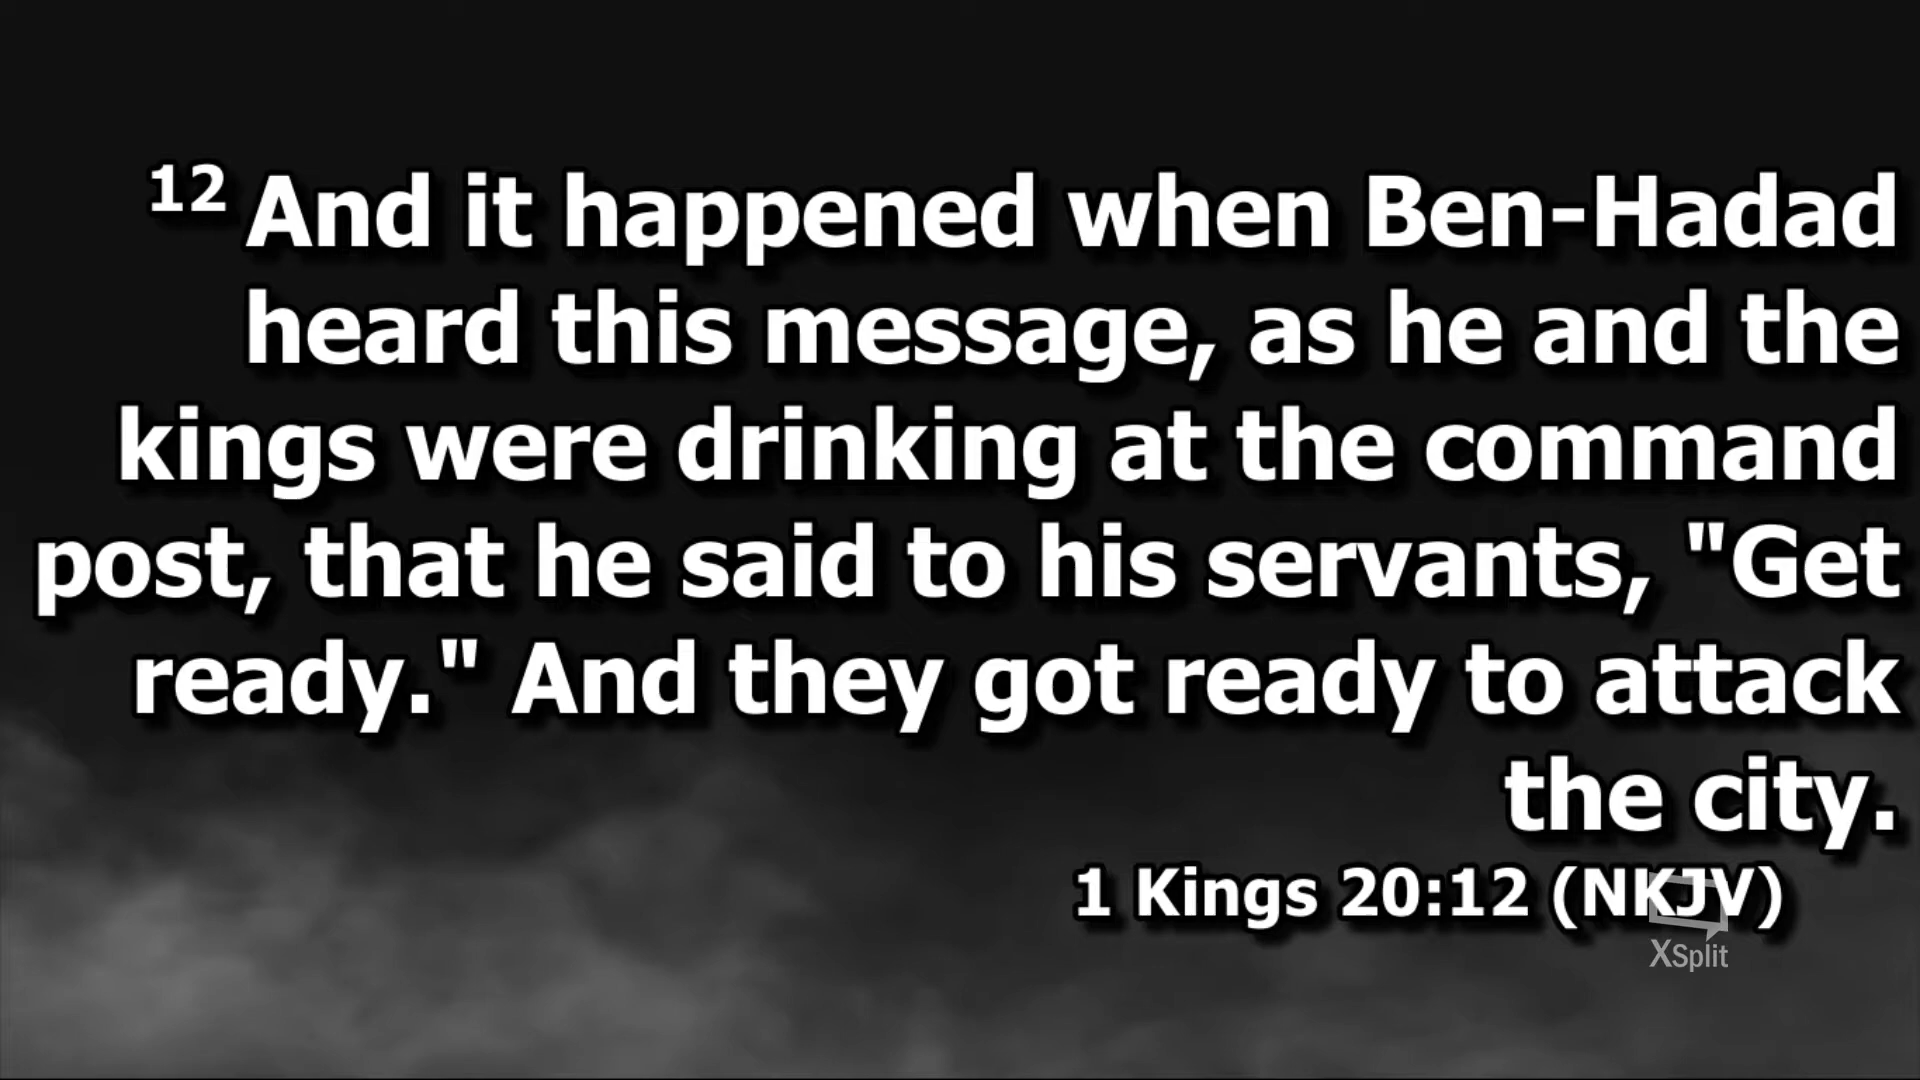 12 And it happened when Ben-Hadad
heard this message, as he and the
kings were drinking at the command
post, that he said to his servants, "Get
ready." And they got ready to attack
the city.
1 Kings 20:12 (NKJV)
XSplit